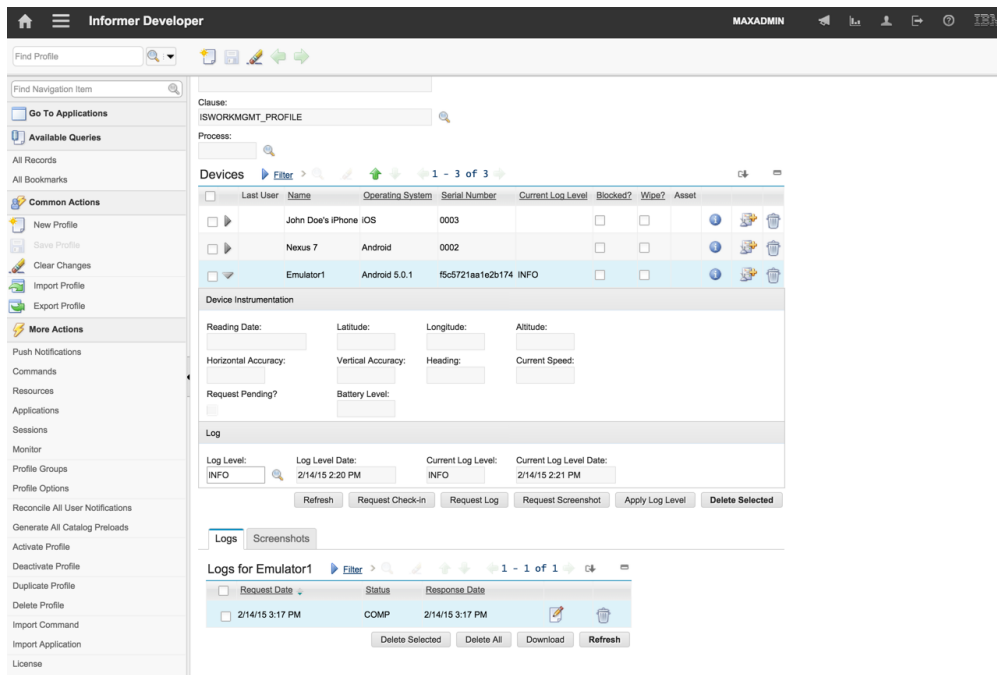 Informer Developer MAXADMIN IBM
Find Profile
Find Navigation Item
Go To Applications
Available Queries
All Records
All Bookmarks
Common Actions
New Profile
Save Profile
Clear Changes
Import Profile
Export Profile
More Actions
Push Notifications
Commands
Resources
Applications
Sessions
Monitor
Profile Groups
Profile Options
Reconcile All User Notifications
Generate All Catalog Preloads
Activate Profile
Deactivate Profile
Duplicate Profile
Delete Profile
Import Command
Import Application
License
Clause:
ISWORKMGMT_PROFILE
Process:
Devices Filter > 1 - 3 of 3
Last User Name Operating System Serial Number Current Log Level Blocked? Wipe? Asset
John Doe's iPhone iOS 0003
Nexus 7 Android 0002
Emulator1 Android 5.0.1 f5c5721aa1e2b174 INFO
Device Instrumentation
Reading Date: Latitude: Longitude: Altitude:
Horizontal Accuracy: Vertical Accuracy: Heading: Current Speed:
Request Pending? Battery Level:
Log
Log Level: Log Level Date: Current Log Level: Current Log Level Date:
INFO 2/14/15 2:20 PM INFO 2/14/15 2:21 PM
Refresh Request Check-in Request Log Request Screenshot Apply Log Level Delete Selected
Logs Screenshots
Logs for Emulator1 Filter > 1 - 1 of 1
Request Date Status Response Date
2/14/15 3:17 PM COMP 2/14/15 3:17 PM
Delete Selected Delete All Download Refresh